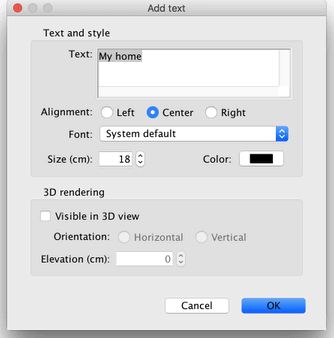 Add text
Text and style
Text: My home
Alignment: Left Center Right
Font: System default
Size (cm): 18 Color:
3D rendering
Visible in 3D view
Orientation: Horizontal Vertical
Elevation (cm): 0
Cancel OK